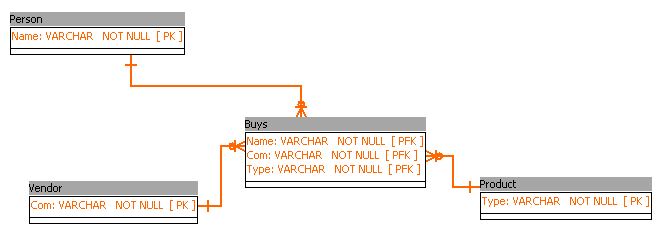 Person
Name: VARCHAR NOT NULL [ PK ]
Buys
Name: VARCHAR NOT NULL [ PFK ]
Com: VARCHAR NOT NULL [ PFK ]
Type: VARCHAR NOT NULL [ PFK ]
Vendor
Com: VARCHAR NOT NULL [ PK ]
Product
Type: VARCHAR NOT NULL [ PK ]